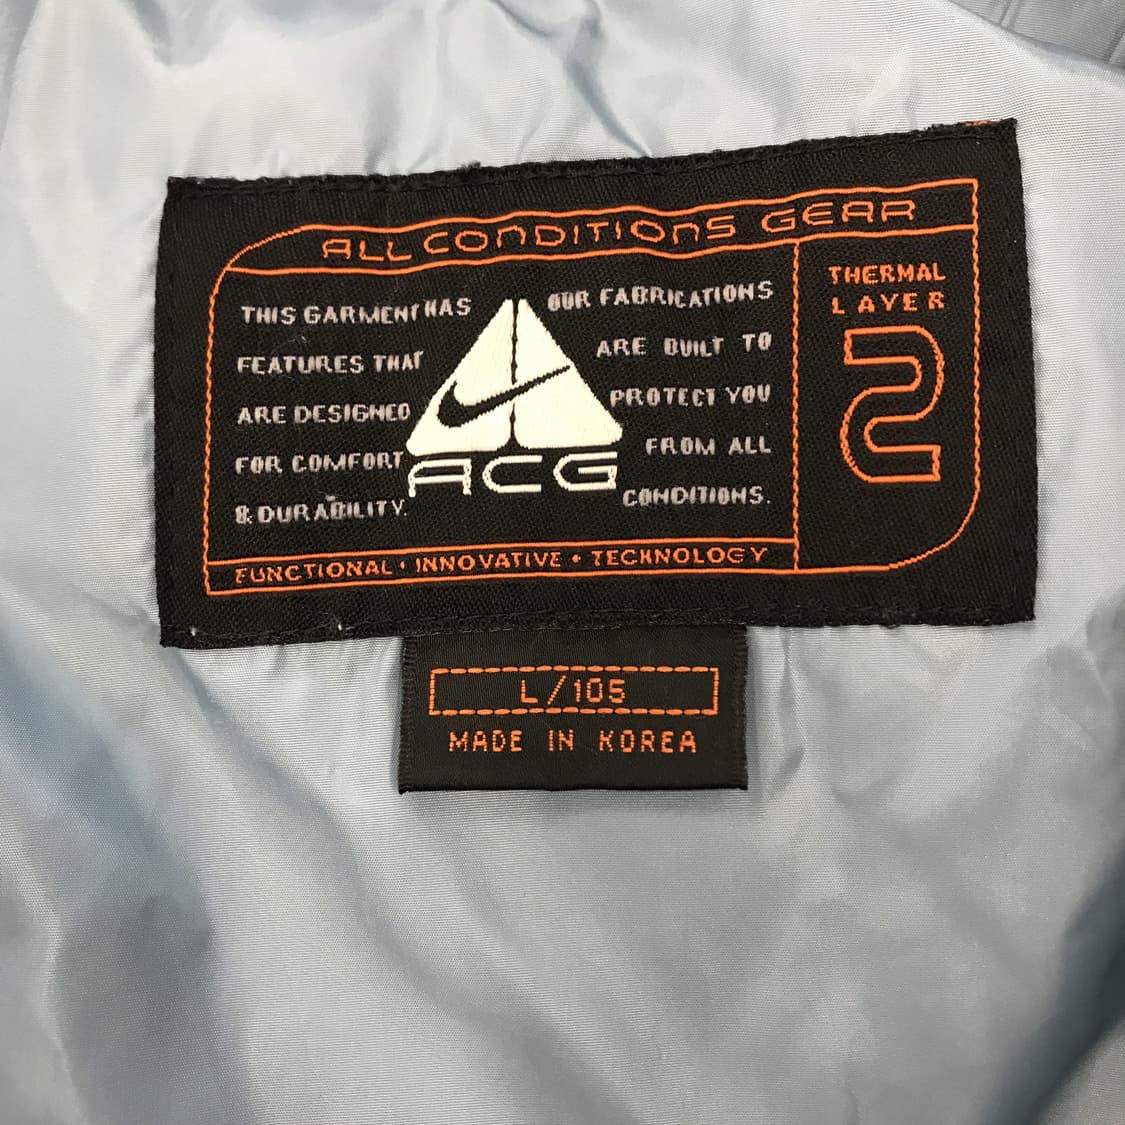 ALL CONDITIONS GEAR
THIS GARMENT HAS
FEATURES THAT
ARE DESIGNED
FOR COMFORT
& DURABILITY.
ACG
OUR FABRICATIONS
ARE BUILT TO
PROTECT YOU
FROM ALL
CONDITIONS.
THERMAL
LAYER
2
FUNCTIONAL • INNOVATIVE • TECHNOLOGY
L/105
MADE IN KOREA